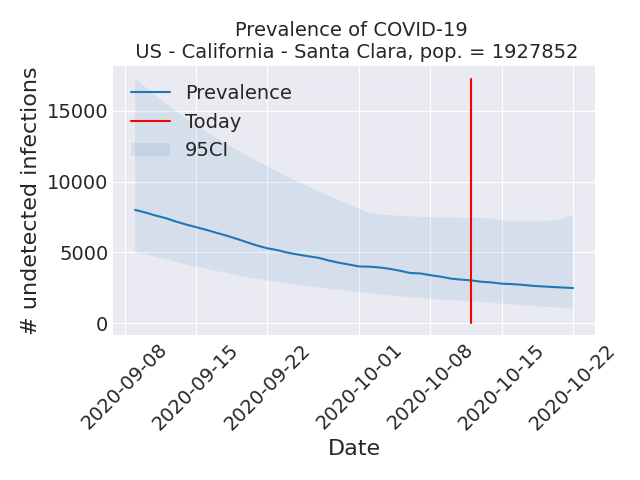 Prevalence of COVID-19
US - California - Santa Clara, pop. = 1927852
# undetected infections
15000
10000
5000
0
Prevalence
Today
95CI
2020-09-08
2020-09-15
2020-09-22
2020-10-01
2020-10-08
2020-10-15
2020-10-22
Date